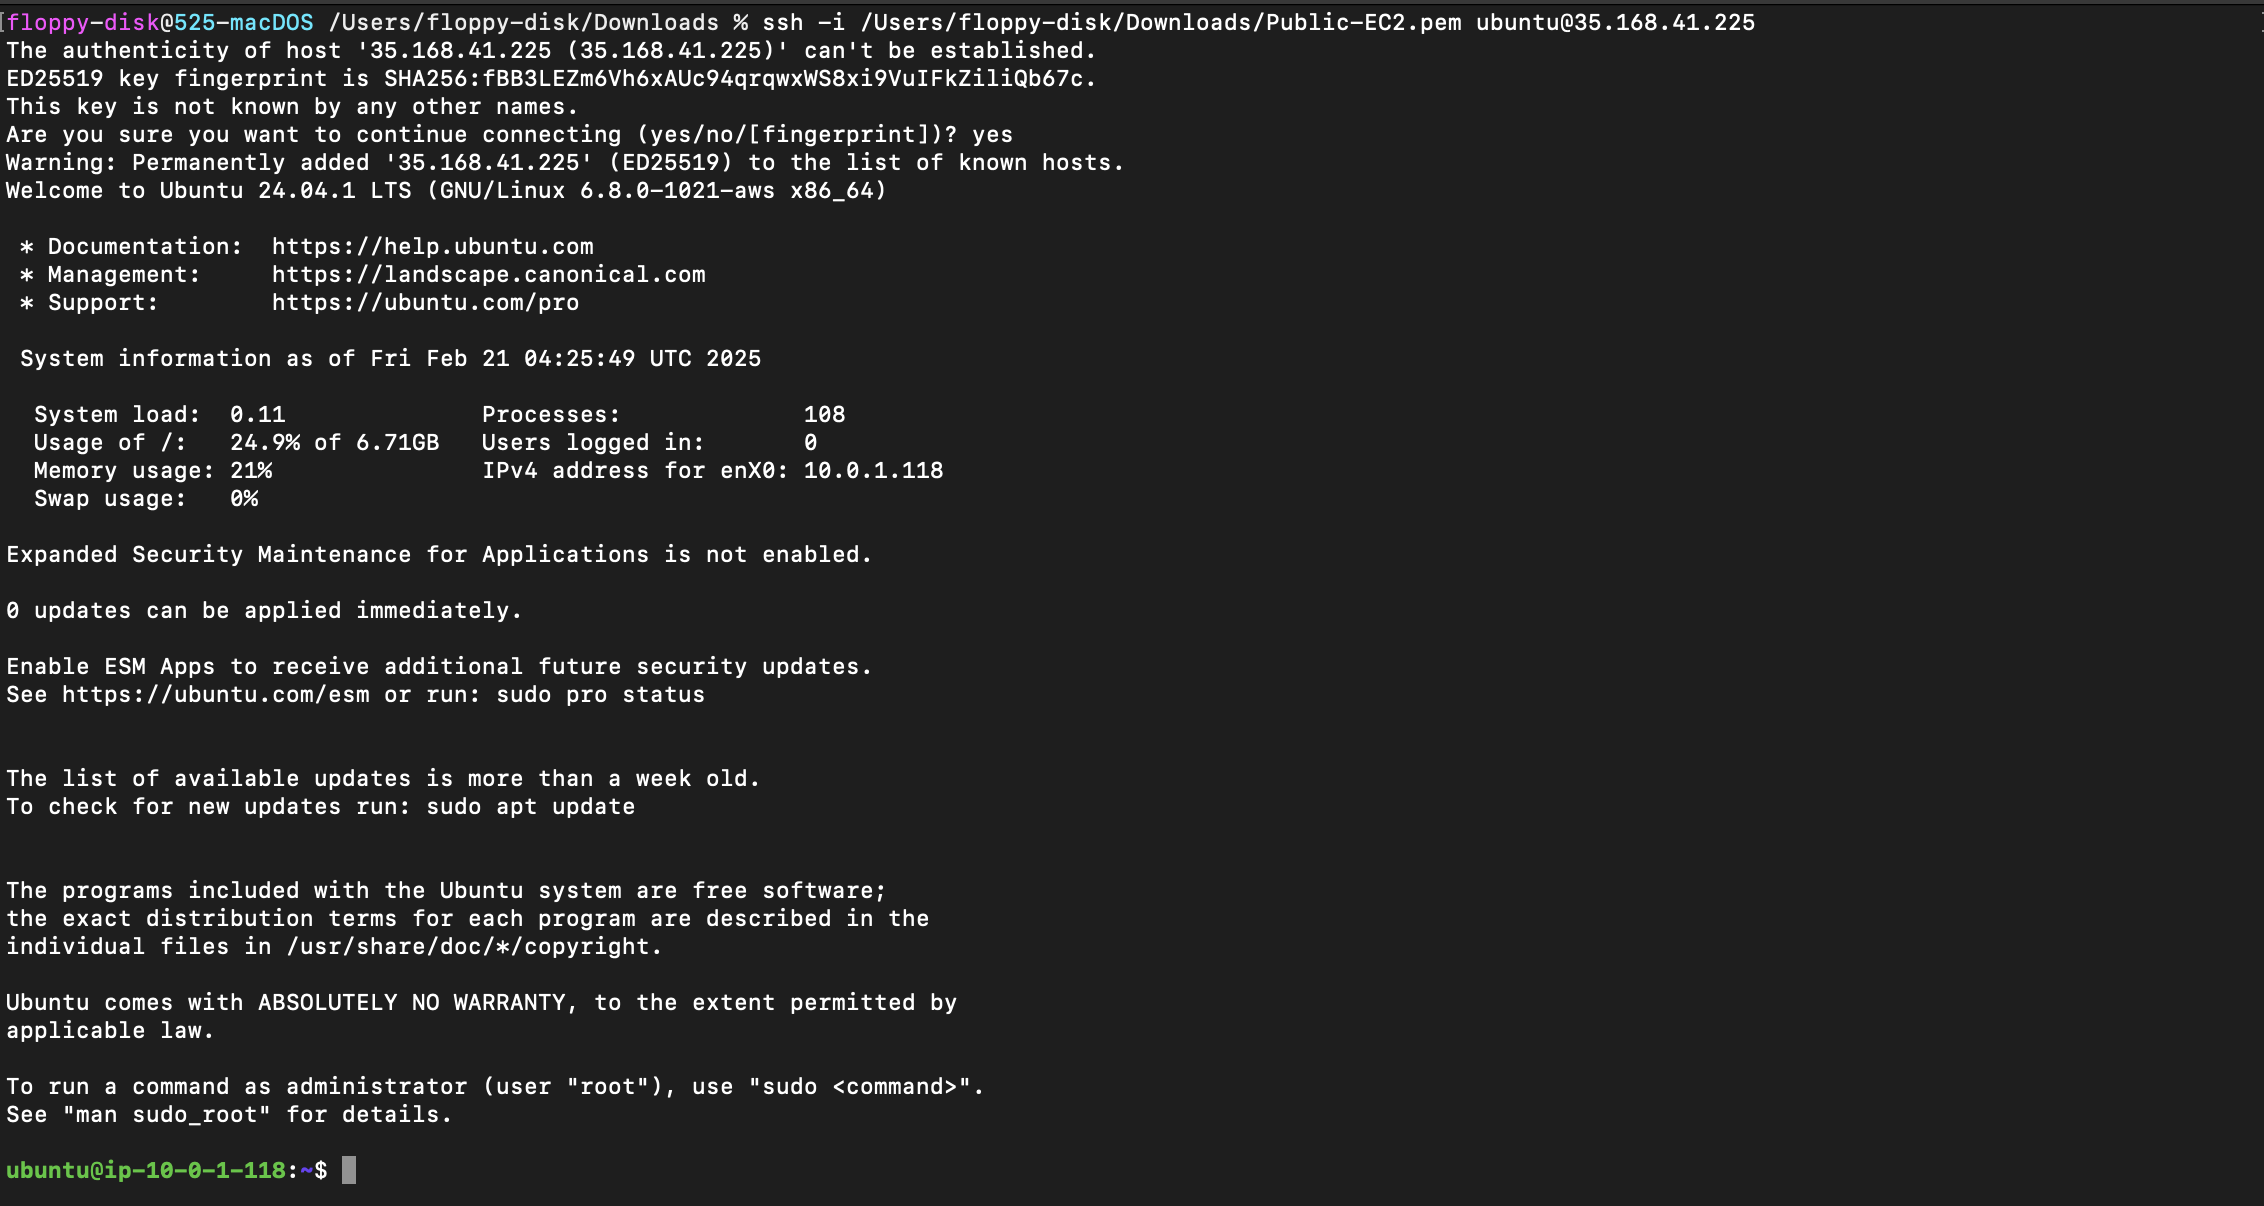 [floppy-disk@525-macDOS /Users/floppy-disk/Downloads % ssh -i /Users/floppy-disk/Downloads/Public-EC2.pem ubuntu@35.168.41.225
The authenticity of host '35.168.41.225 (35.168.41.225)' can't be established.
ED25519 key fingerprint is SHA256:fBB3LEZm6Vh6xAUc94qrqwxWS8xi9VuIFkZiliQb67c.
This key is not known by any other names.
Are you sure you want to continue connecting (yes/no/[fingerprint])? yes
Warning: Permanently added '35.168.41.225' (ED25519) to the list of known hosts.
Welcome to Ubuntu 24.04.1 LTS (GNU/Linux 6.8.0-1021-aws x86_64)

 * Documentation:  https://help.ubuntu.com
 * Management:     https://landscape.canonical.com
 * Support:        https://ubuntu.com/pro

 System information as of Fri Feb 21 04:25:49 UTC 2025

  System load:  0.11              Processes:             108
  Usage of /:   24.9% of 6.71GB   Users logged in:       0
  Memory usage: 21%               IPv4 address for enX0: 10.0.1.118
  Swap usage:   0%

Expanded Security Maintenance for Applications is not enabled.

0 updates can be applied immediately.

Enable ESM Apps to receive additional future security updates.
See https://ubuntu.com/esm or run: sudo pro status

The list of available updates is more than a week old.
To check for new updates run: sudo apt update

The programs included with the Ubuntu system are free software;
the exact distribution terms for each program are described in the
individual files in /usr/share/doc/*/copyright.

Ubuntu comes with ABSOLUTELY NO WARRANTY, to the extent permitted by
applicable law.

To run a command as administrator (user "root"), use "sudo <command>".
See "man sudo_root" for details.

ubuntu@ip-10-0-1-118:~$